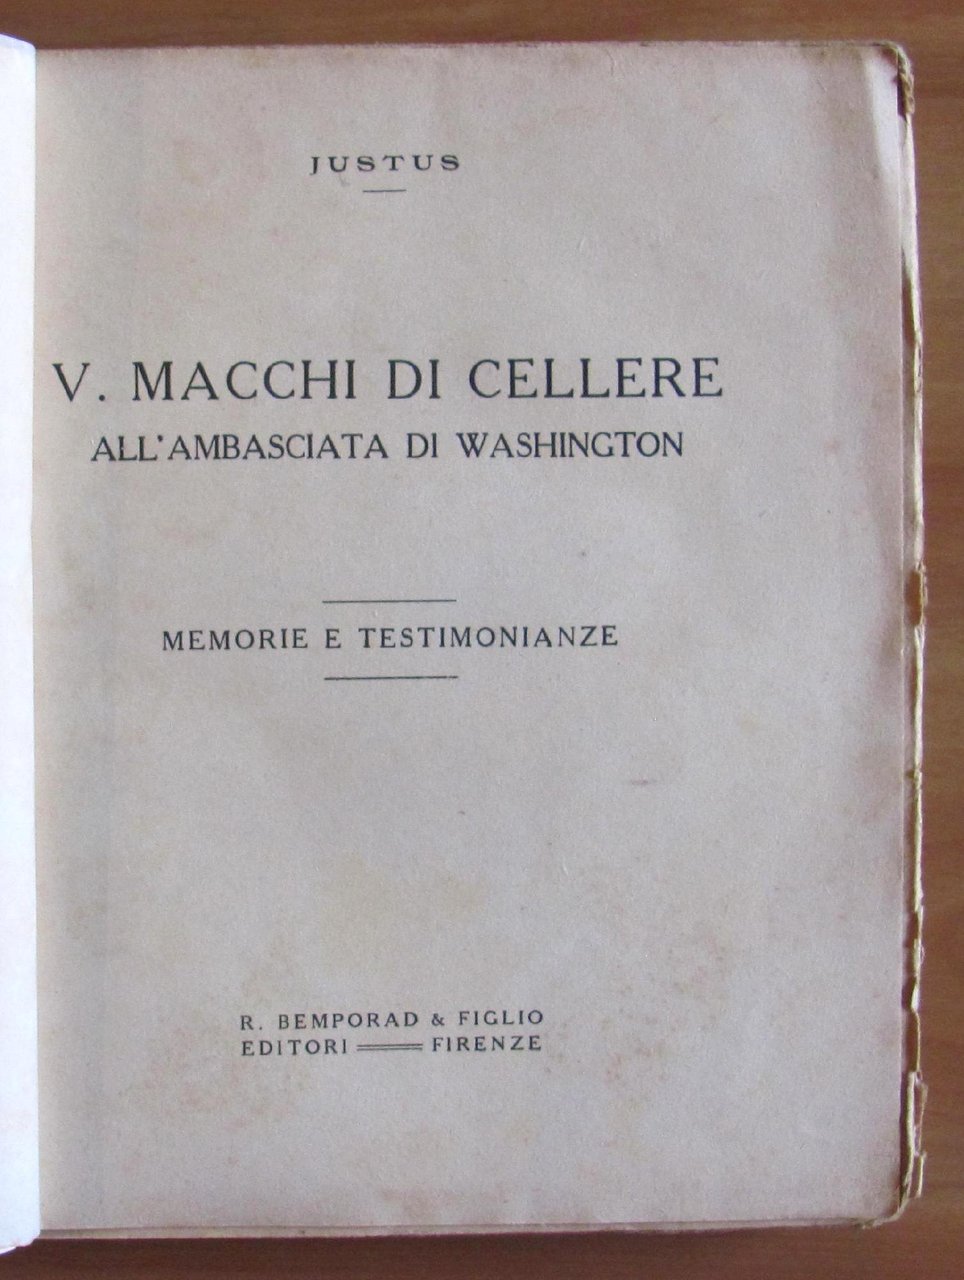 JUSTUS
V. MACCHI DI CELLERE
ALL'AMBASCIATA DI WASHINGTON
MEMORIE E TESTIMONIANZE
R. BEMPORAD & FIGLIO
EDITORI FIRENZE